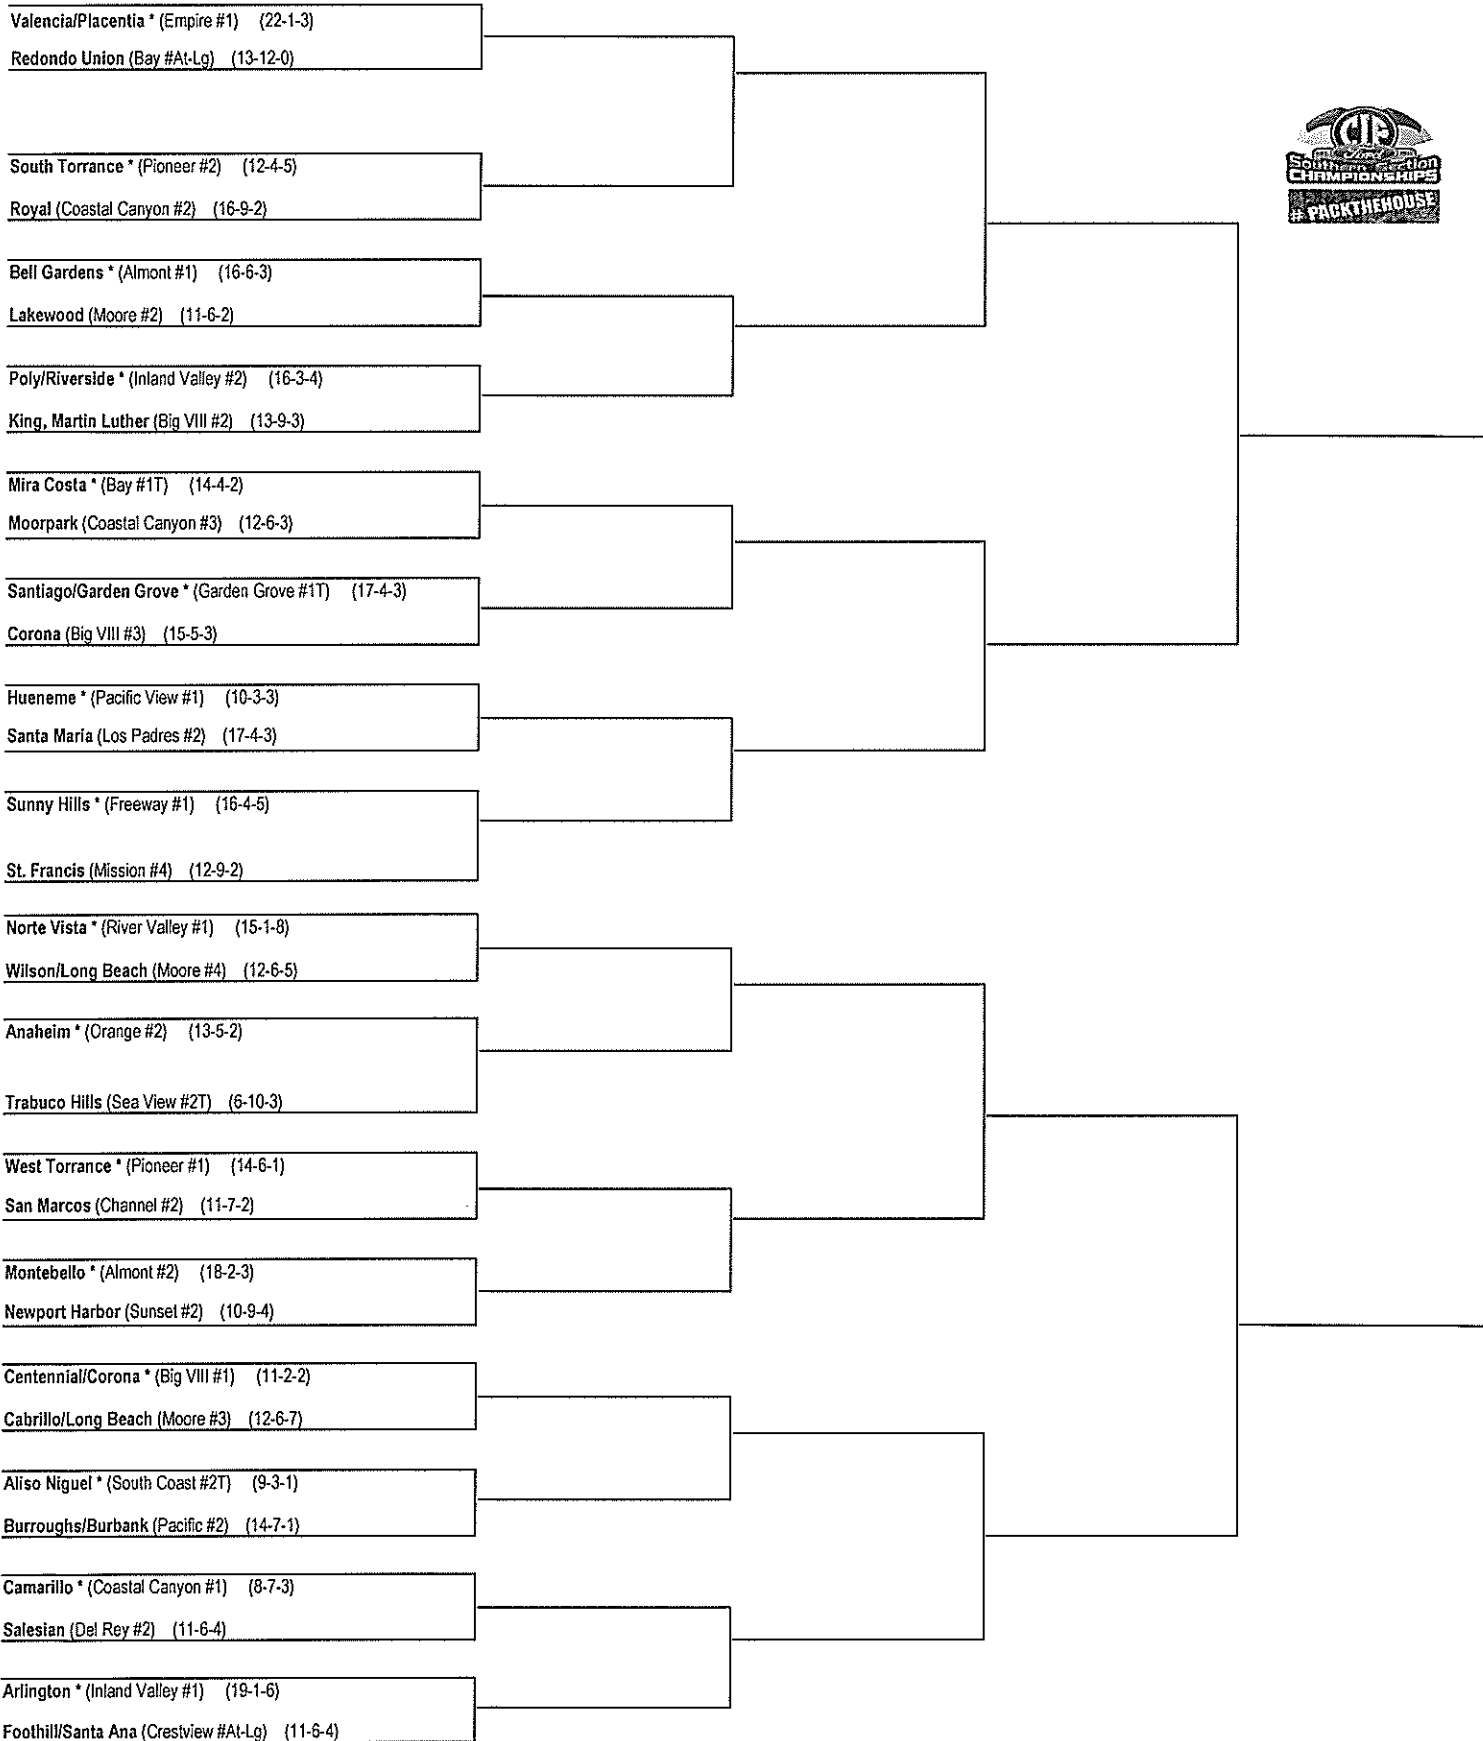 Valencia/Placentia * (Empire #1) (22-1-3)
Redondo Union (Bay #At-Lg) (13-12-0)
South Torrance * (Pioneer #2) (12-4-5)
Royal (Coastal Canyon #2) (16-9-2)
Bell Gardens * (Almont #1) (16-6-3)
Lakewood (Moore #2) (11-6-2)
Poly/Riverside * (Inland Valley #2) (16-3-4)
King, Martin Luther (Big VIII #2) (13-9-3)
Mira Costa * (Bay #1T) (14-4-2)
Moorpark (Coastal Canyon #3) (12-6-3)
Santiago/Garden Grove * (Garden Grove #1T) (17-4-3)
Corona (Big VIII #3) (15-5-3)
Hueneme * (Pacific View #1) (10-3-3)
Santa Maria (Los Padres #2) (17-4-3)
Sunny Hills * (Freeway #1) (16-4-5)
St. Francis (Mission #4) (12-9-2)
Norte Vista * (River Valley #1) (15-1-8)
Wilson/Long Beach (Moore #4) (12-6-5)
Anaheim * (Orange #2) (13-5-2)
Trabuco Hills (Sea View #2T) (6-10-3)
West Torrance * (Pioneer #1) (14-6-1)
San Marcos (Channel #2) (11-7-2)
Montebello * (Almont #2) (18-2-3)
Newport Harbor (Sunset #2) (10-9-4)
Centennial/Corona * (Big VIII #1) (11-2-2)
Cabrillo/Long Beach (Moore #3) (12-6-7)
Aliso Niguel * (South Coast #2T) (9-3-1)
Burroughs/Burbank (Pacific #2) (14-7-1)
Camarillo * (Coastal Canyon #1) (8-7-3)
Salesian (Del Rey #2) (11-6-4)
Arlington * (Inland Valley #1) (19-1-6)
Foothill/Santa Ana (Crestview #At-Lg) (11-6-4)
CIF
Ford
Southern Section
CHAMPIONSHIPS
# PACKTHEHOUSE